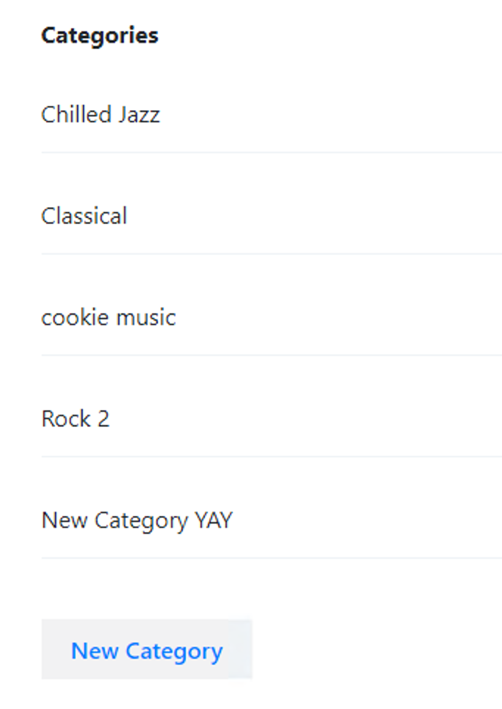 Categories
Chilled Jazz
Classical
cookie music
Rock 2
New Category YAY
New Category